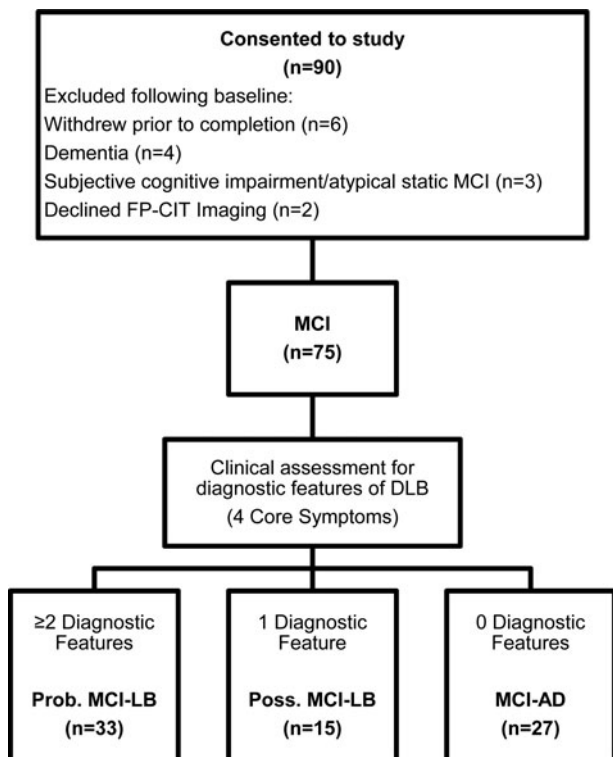 Consented to study
(n=90)
Excluded following baseline:
Withdrew prior to completion (n=6)
Dementia (n=4)
Subjective cognitive impairment/atypical static MCI (n=3)
Declined FP-CIT Imaging (n=2)
MCI
(n=75)
Clinical assessment for
diagnostic features of DLB
(4 Core Symptoms)
≥2 Diagnostic
Features
Prob. MCI-LB
(n=33)
1 Diagnostic
Feature
Poss. MCI-LB
(n=15)
0 Diagnostic
Features
MCI-AD
(n=27)